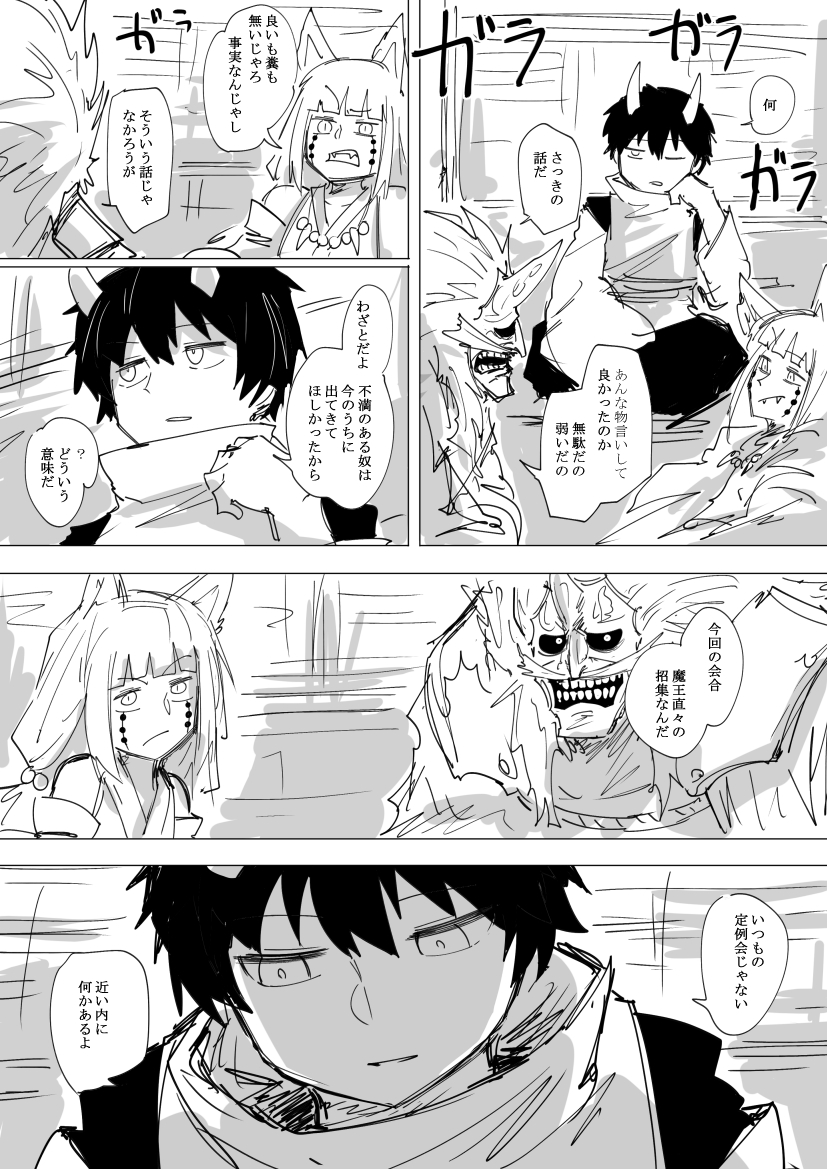 ガラ
ガラ
ガラ
何
さっきの
話だ
あんな物言いして
良かったのか
無駄だの
弱いだの
ガラ
良いも糞も
無いじゃろ
事実なんじゃし
そういう話じゃ
なかろうが
わざとだよ
不満のある奴は
今のうちに
出てきて
ほしかったから
?
どういう
意味だ
今回の会合
魔王直々の
招集なんだ
いつもの
定例会じゃない
近い内に
何かあるよ